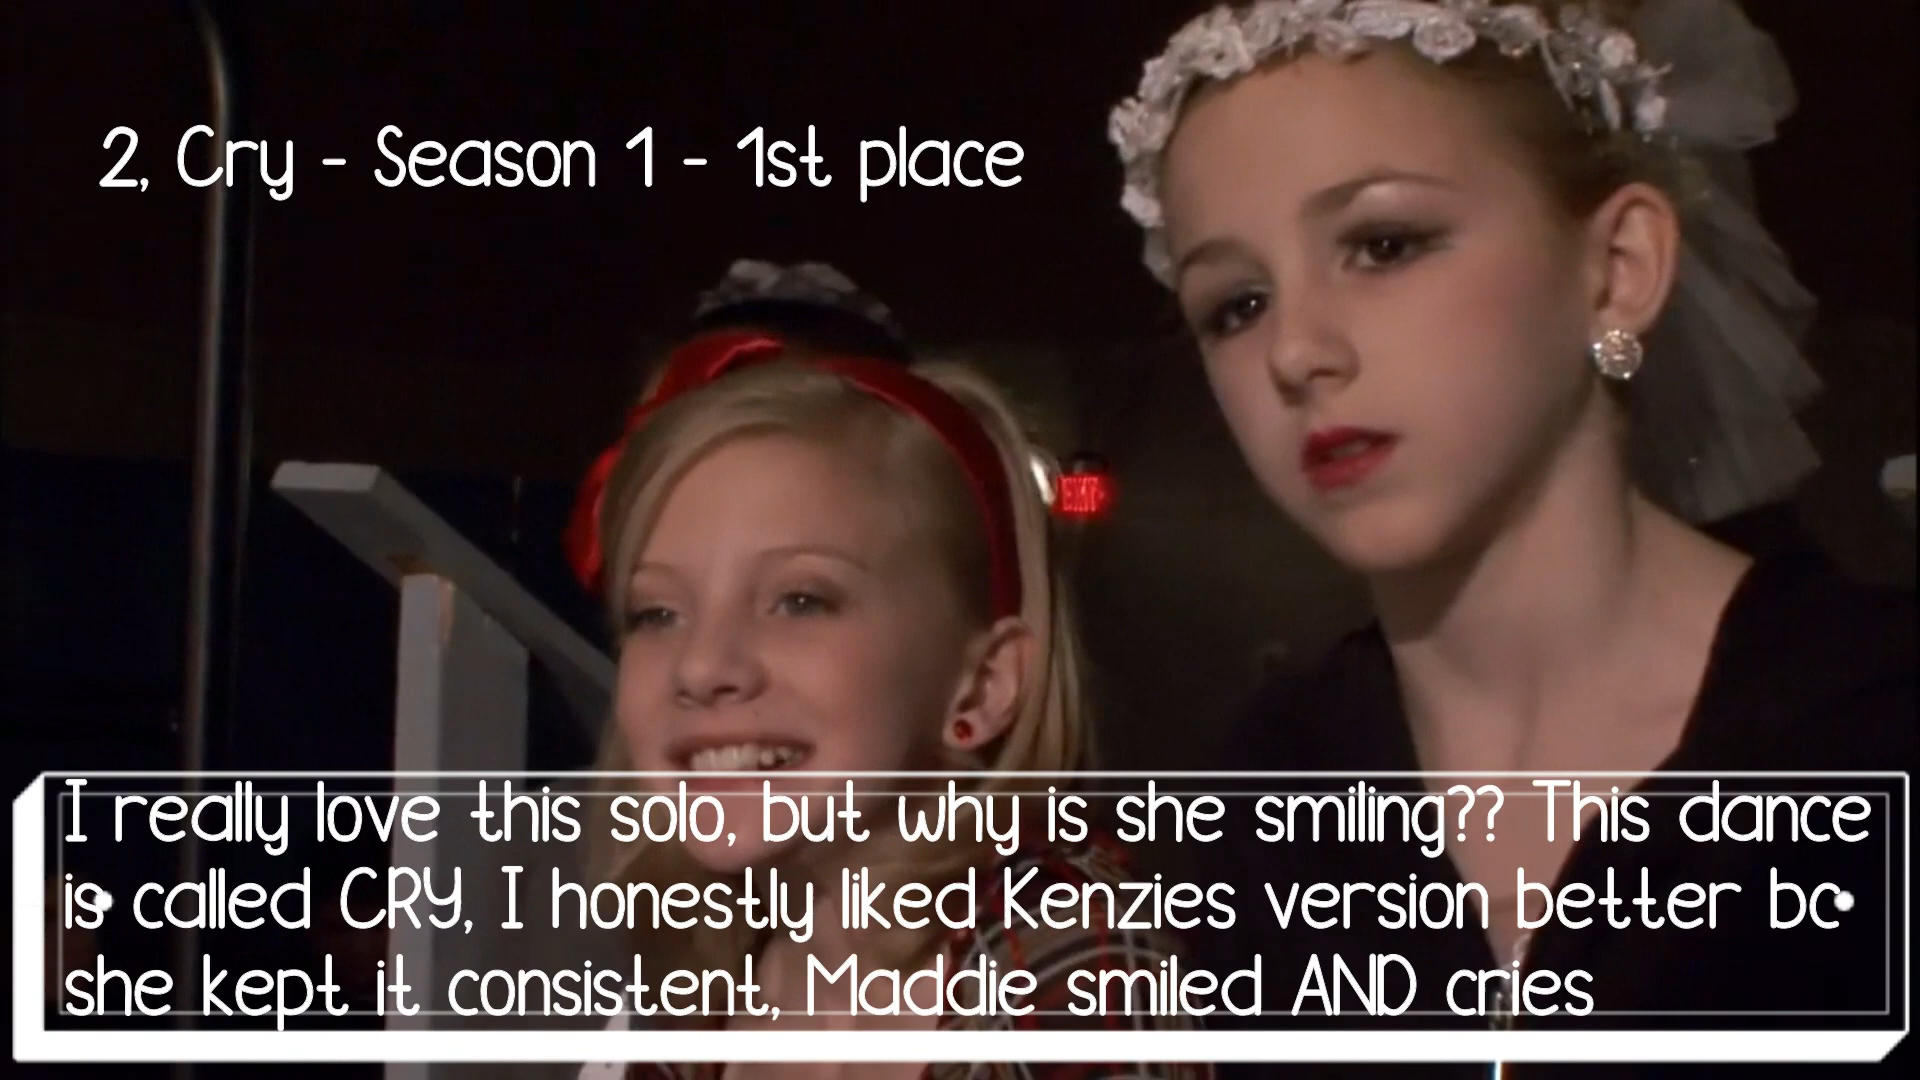 2, Cry - Season 1 - 1st place
I really love this solo, but why is she smiling?? This dance
is called CRY, I honestly liked Kenzies version better bc
she kept it consistent, Maddie smiled AND cries